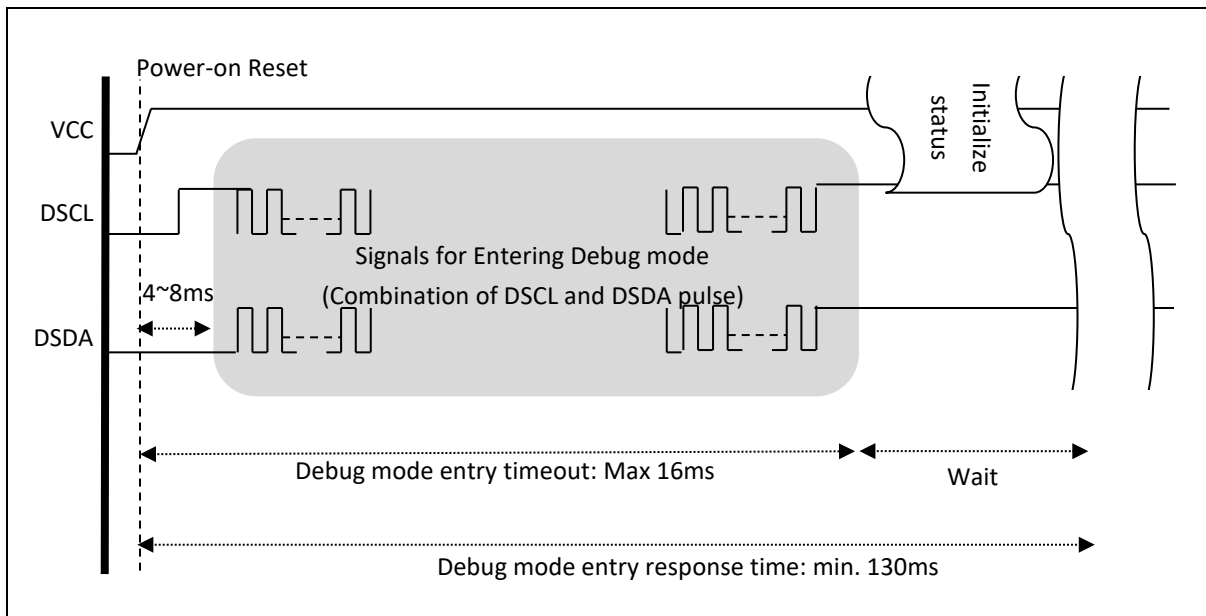 Power-on Reset
VCC
Initialize
status
DSCL
Signals for Entering Debug mode
4~8ms
(Combination of DSCL and DSDA pulse)
DSDA
Debug mode entry timeout: Max 16ms
Wait
Debug mode entry response time: min. 130ms